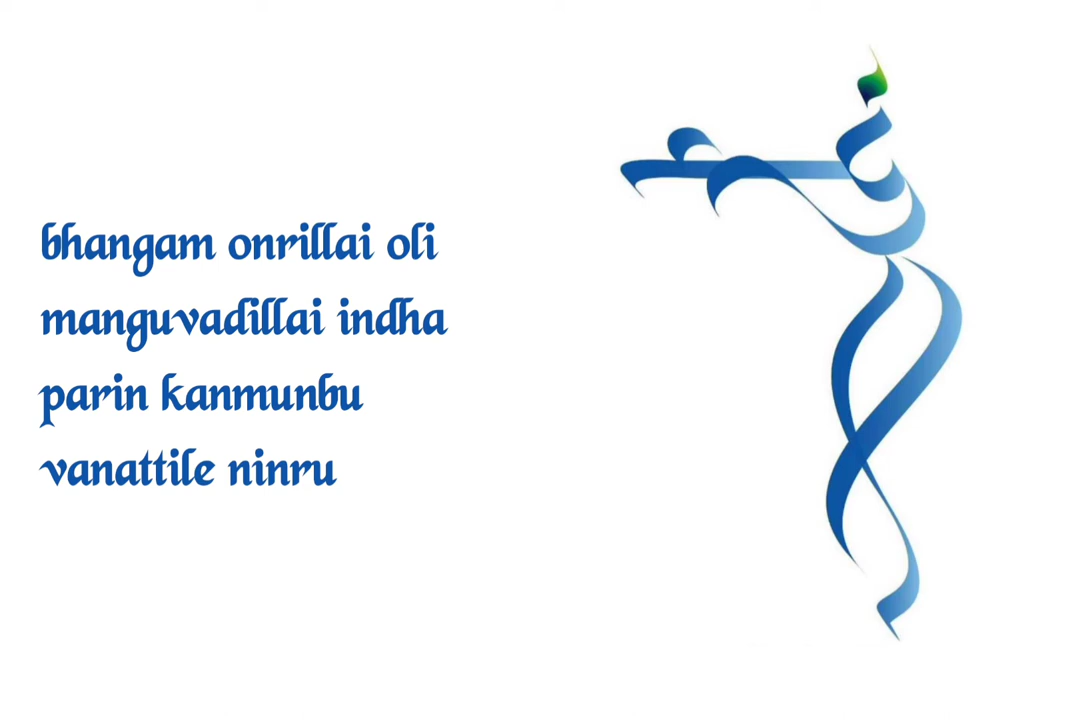 bhangam onrillai oli
manguvadillai indha
parin kanmunbu
vanattile ninru